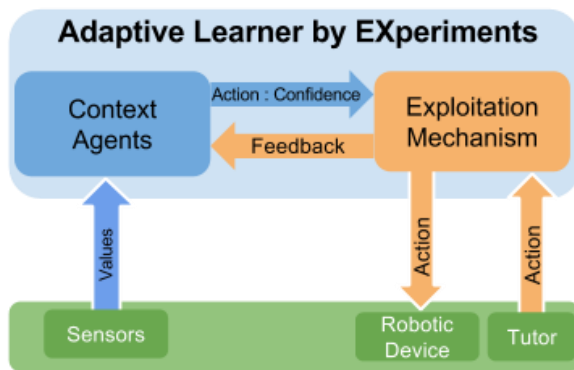 Adaptive Learner by EXperiments
Context
Agents
Action : Confidence
Feedback
Exploitation
Mechanism
Values
Action
Action
Sensors
Robotic
Device
Tutor